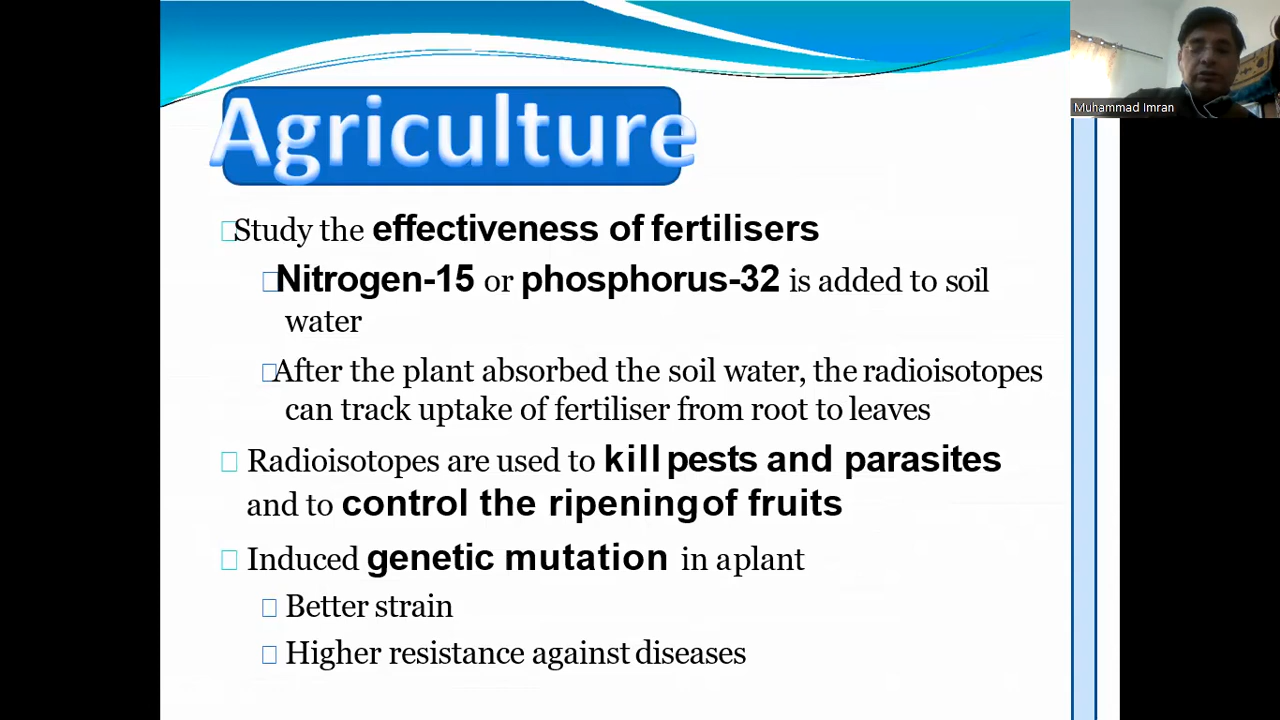 Muhammad Imran
Agriculture
Study the effectiveness of fertilisers
Nitrogen-15 or phosphorus-32 is added to soil
water
After the plant absorbed the soil water, the radioisotopes
can track uptake of fertiliser from root to leaves
Radioisotopes are used to kill pests and parasites
and to control the ripening of fruits
Induced genetic mutation in a plant
Better strain
Higher resistance against diseases